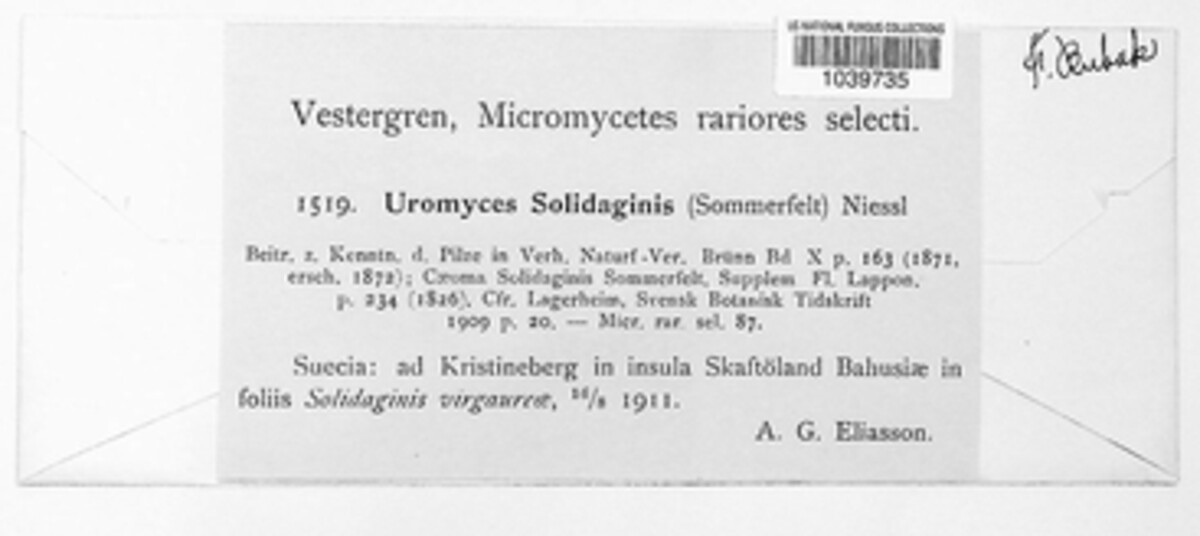 US NATIONAL FUNGUS COLLECTIONS
1039735
F. Bubak
Vestergren, Micromycetes rariores selecti.
1519. Uromyces Solidaginis (Sommerfelt) Niessl
Beitr. z. Kenntn. d. Pilze in Verh. Naturf-Ver. Brünn Bd X p. 163 (1871,
ersch. 1872); Cæoma Solidaginis Sommerfelt, Supplem Fl. Lappon.
p. 234 (1826). Cfr. Lagerheim, Svensk Botanisk Tidskrift
1909 p. 20. — Micr. rar. sel. 87.
Suecia: ad Kristineberg in insula Skaftöland Bahusiæ in
foliis Solidaginis virgaureæ, /8 1911.
A. G. Eliasson.